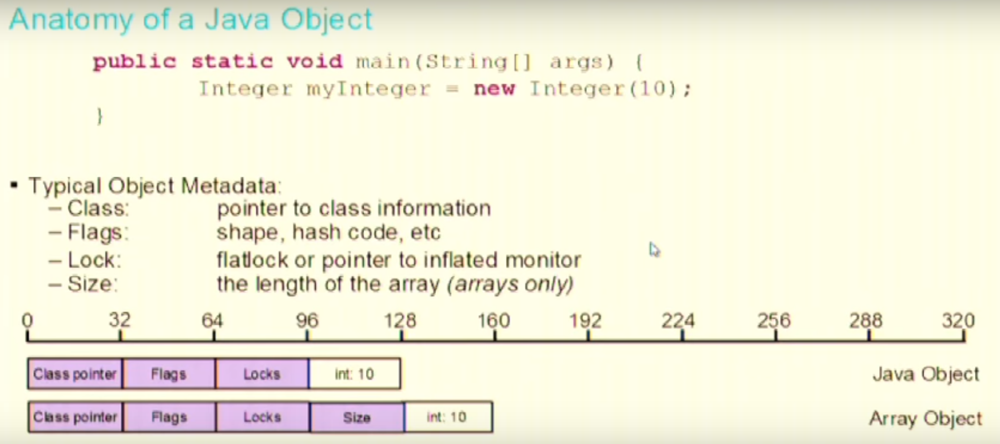 Anatomy of a Java Object
public static void main(String[] args) {
Integer myInteger = new Integer(10);
}
▪ Typical Object Metadata:
– Class: pointer to class information
– Flags: shape, hash code, etc
– Lock: flatlock or pointer to inflated monitor
– Size: the length of the array (arrays only)
0 32 64 96 128 160 192 224 256 288 320
Class pointer Flags Locks int: 10 Java Object
Class pointer Flags Locks Size int: 10 Array Object